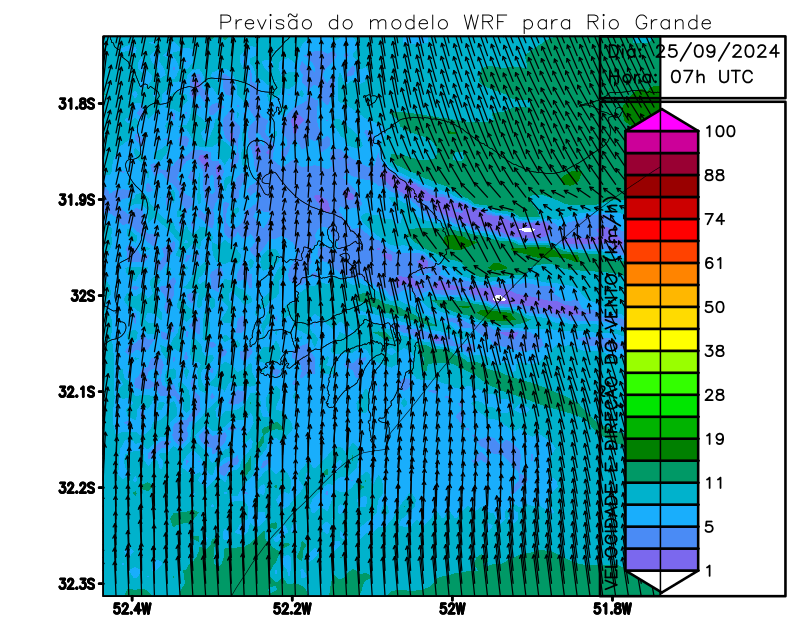 Previsão do modelo WRF para Rio Grande
Dia: 25/09/2024
Hora: 07h UTC
31.8S
31.9S
32S
32.1S
32.2S
32.3S
52.4W
52.2W
52W
51.8W
VELOCIDADE E DIREÇÃO DO VENTO (km/h)
100
88
74
61
50
38
28
19
11
5
1